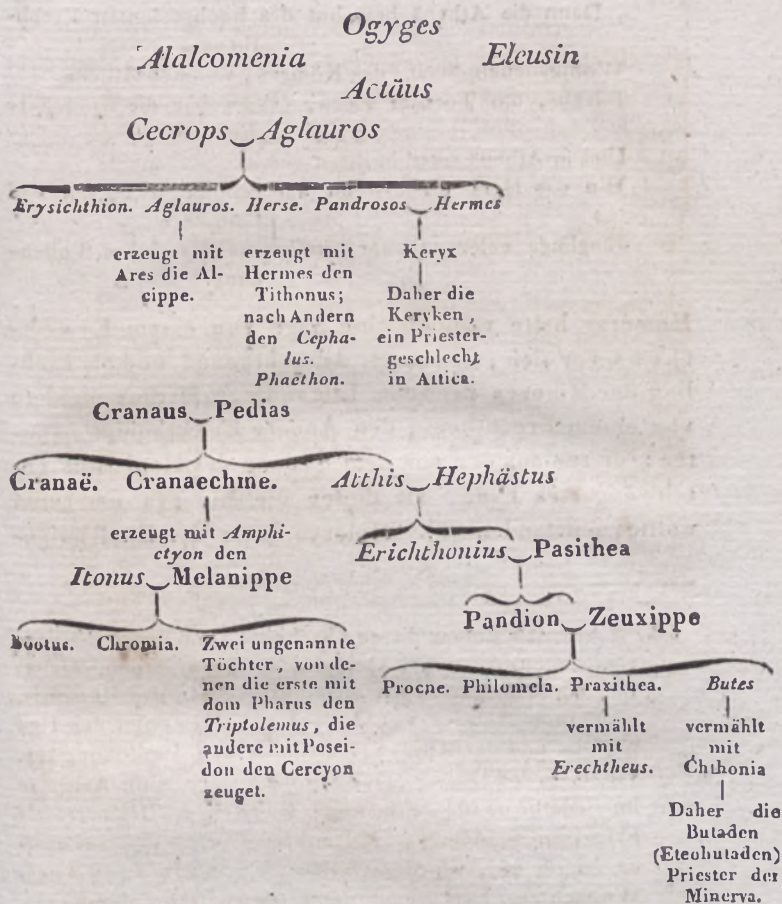 Ogyges
Alalcomenia Eleusin
Actäus
Cecrops Aglauros
Erysichthion. Aglauros. Herse. Pandrosos Hermes
erzeugt mit
Ares die Al-
cippe.
erzeugt mit
Hermes den
Tithonus;
nach Andern
den Cepha-
lus.
Phaethon.
Keryx
Daher die
Keryken,
ein Priester-
geschlecht
in Attica.
Cranaus Pedias
Cranaë. Cranaechme. Atthis Hephästus
erzeugt mit Amphi-
ctyon den
Itonus Melanippe
Erichthonius Pasithea
Pandion Zeuxippe
Bootus. Chromia. Zwei ungenannte
Töchter, von de-
nen die erste mit
dom Pharus den
Triptolemus, die
andere mit Posei-
don den Cercyon
zeuget.
Procne. Philomela. Praxithea. Butes
vermählt
mit
Erechtheus.
vermählt
mit
Chthonia
Daher die
Butaden
(Eteobutaden)
Priester der
Minerva.